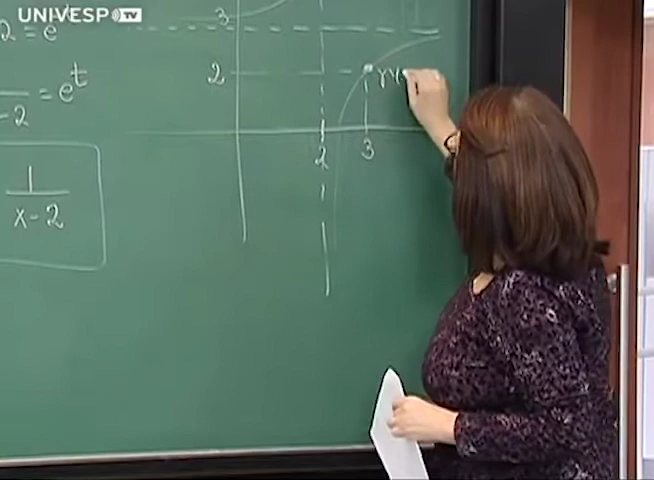 UNIVESP TV
2 = e
3
-2 = e^t
2
2
3
1
x-2